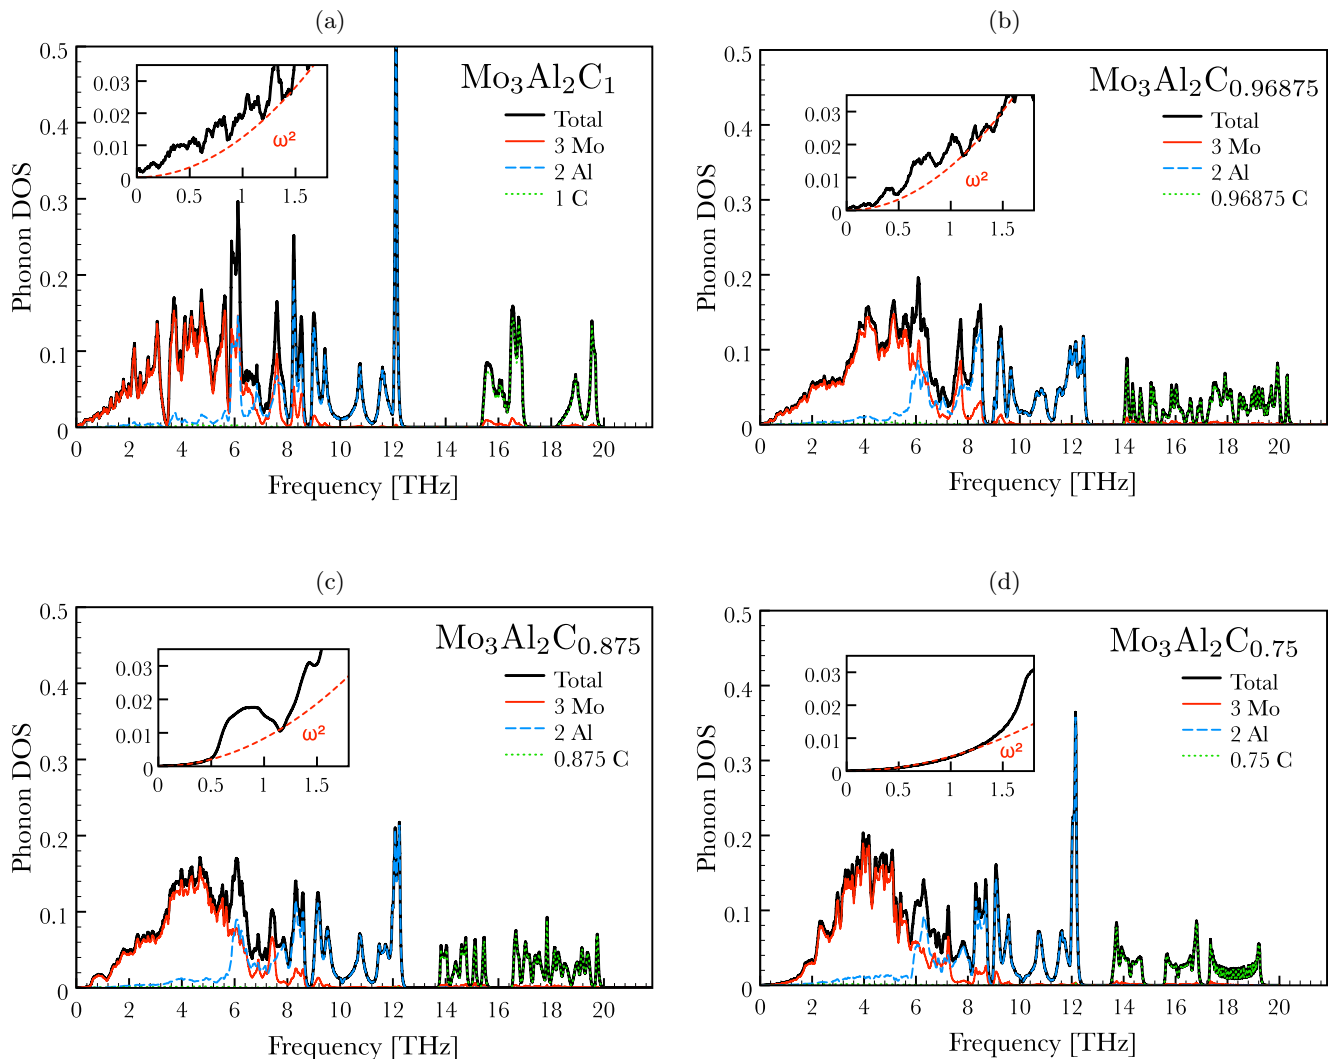 (a)
Mo₃Al₂C₁
Total
3 Mo
2 Al
1 C
ω²
0.03
0.02
0.01
0
0 0.5 1 1.5
0.5
0.4
0.3
0.2
0.1
0
Phonon DOS
0 2 4 6 8 10 12 14 16 18 20
Frequency [THz]
(b)
Mo₃Al₂C₀.₉₆₈₇₅
Total
3 Mo
2 Al
0.96875 C
ω²
0.03
0.02
0.01
0
0 0.5 1 1.5
0.5
0.4
0.3
0.2
0.1
0
Phonon DOS
0 2 4 6 8 10 12 14 16 18 20
Frequency [THz]
(c)
Mo₃Al₂C₀.₈₇₅
Total
3 Mo
2 Al
0.875 C
ω²
0.03
0.02
0.01
0
0 0.5 1 1.5
0.5
0.4
0.3
0.2
0.1
0
Phonon DOS
0 2 4 6 8 10 12 14 16 18 20
Frequency [THz]
(d)
Mo₃Al₂C₀.₇₅
Total
3 Mo
2 Al
0.75 C
ω²
0.03
0.02
0.01
0
0 0.5 1 1.5
0.5
0.4
0.3
0.2
0.1
0
Phonon DOS
0 2 4 6 8 10 12 14 16 18 20
Frequency [THz]